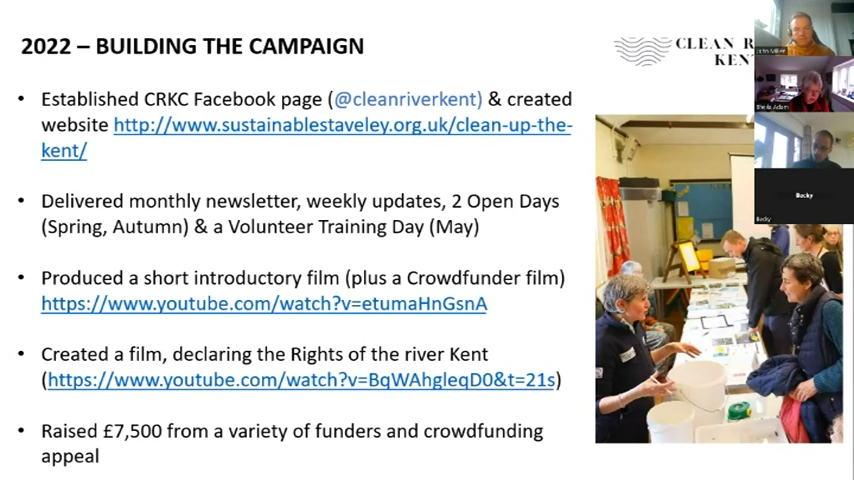 2022 – BUILDING THE CAMPAIGN
CLEAN R
KENT
• Established CRKC Facebook page (@cleanriverkent) & created
website http://www.sustainablestaveley.org.uk/clean-up-the-
kent/
• Delivered monthly newsletter, weekly updates, 2 Open Days
(Spring, Autumn) & a Volunteer Training Day (May)
• Produced a short introductory film (plus a Crowdfunder film)
https://www.youtube.com/watch?v=etumaHnGsnA
• Created a film, declaring the Rights of the river Kent
(https://www.youtube.com/watch?v=BqWAhgleqD0&t=21s)
• Raised £7,500 from a variety of funders and crowdfunding
appeal
Sheila Adam
Becky
Becky